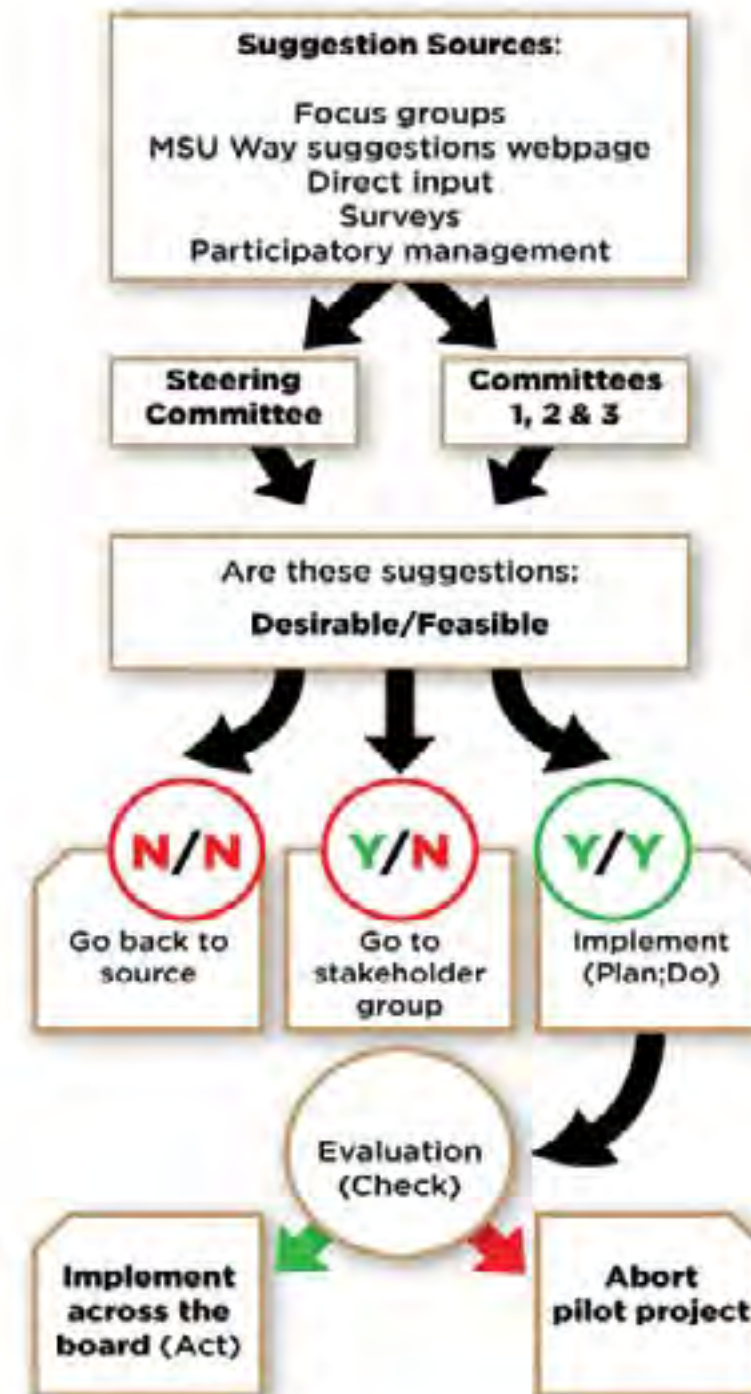 Suggestion Sources:
Focus groups
MSU Way suggestions webpage
Direct input
Surveys
Participatory management
Steering
Committee
Committees
1, 2 & 3
Are these suggestions:
Desirable/Feasible
N/N
Go back to
source
Y/N
Go to
stakeholder
group
Y/Y
Implement
(Plan;Do)
Evaluation
(Check)
Implement
across the
board (Act)
Abort
pilot project